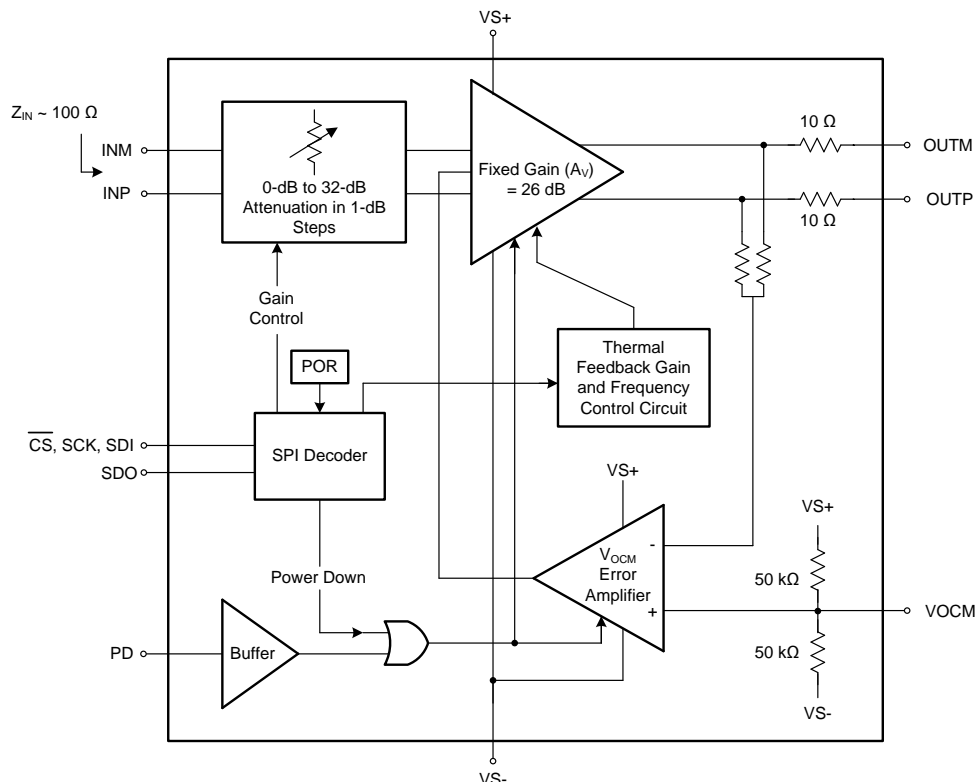 VS+
Z_IN ~ 100 Ω
INM
INP
0-dB to 32-dB
Attenuation in 1-dB
Steps
Fixed Gain (A_V)
= 26 dB
10 Ω
OUTM
10 Ω
OUTP
Gain
Control
POR
Thermal
Feedback Gain
and Frequency
Control Circuit
C̅S̅, SCK, SDI
SDO
SPI Decoder
VS+
V_OCM
Error
Amplifier
-
+
VS+
50 kΩ
VOCM
50 kΩ
VS-
Power Down
PD
Buffer
VS-